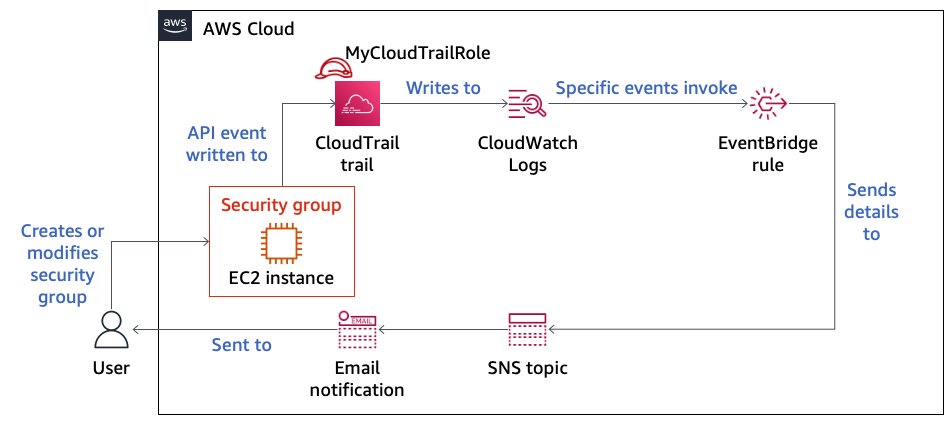 aws
AWS Cloud
MyCloudTrailRole
Writes to
Specific events invoke
API event
written to
CloudTrail
trail
CloudWatch
Logs
EventBridge
rule
Security group
EC2 instance
Creates or
modifies
security
group
Sends
details
to
EMAIL
User
Sent to
Email
notification
SNS topic